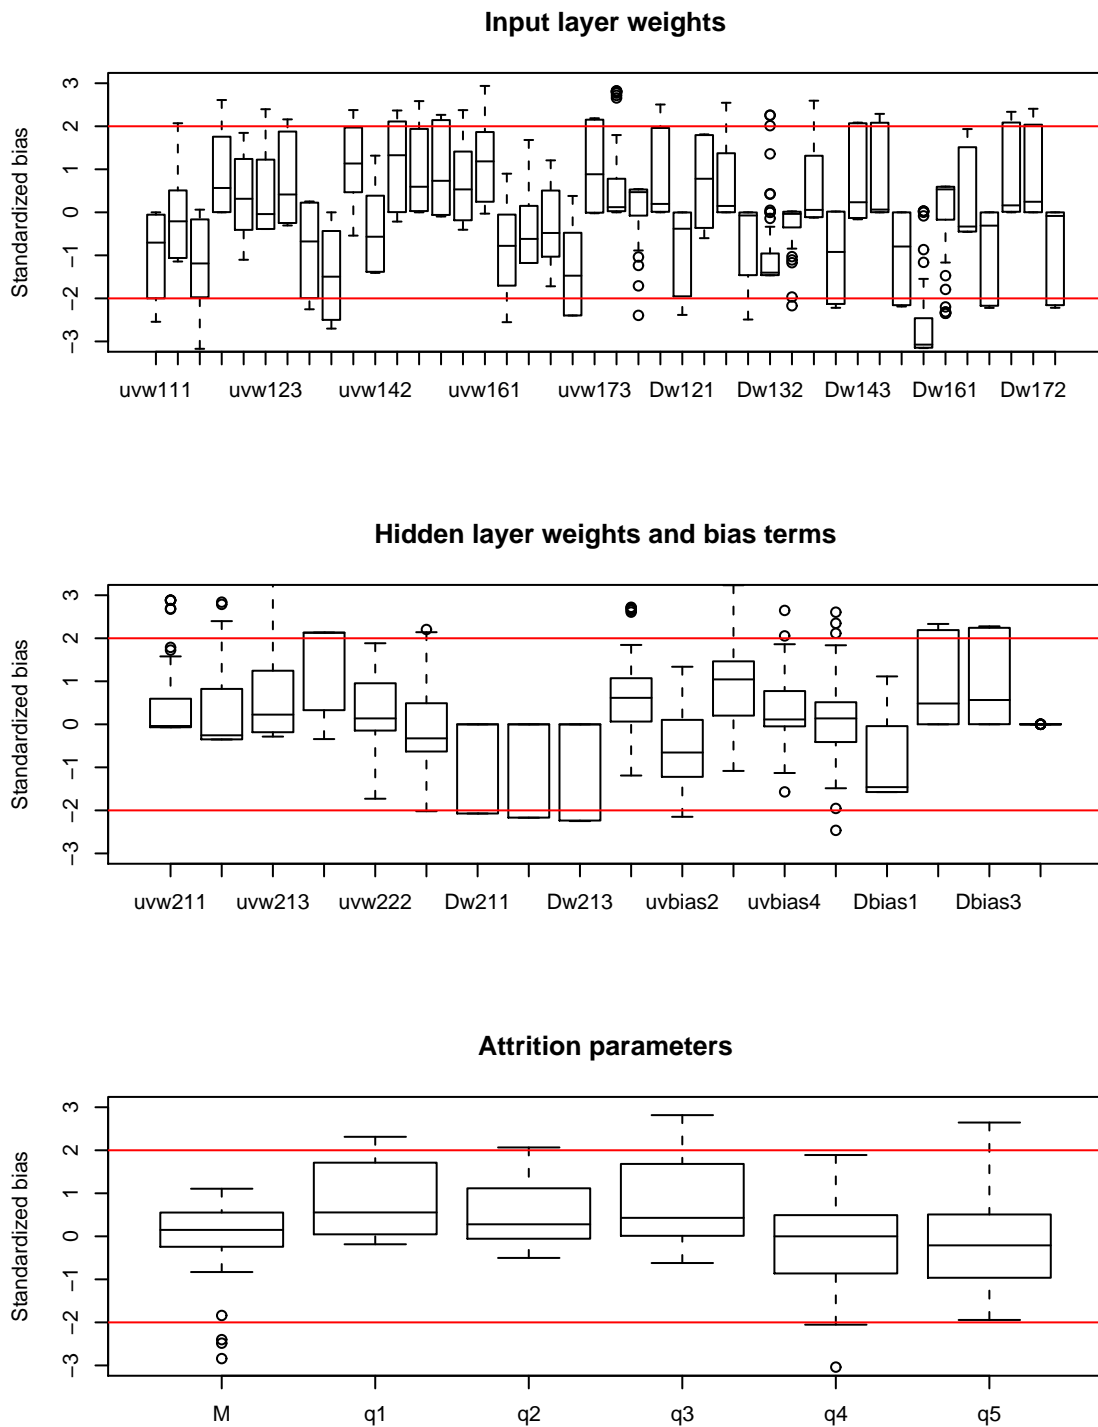 Input layer weights
Standardized bias
3
2
1
0
−1
−2
−3
uvw111 uvw123 uvw142 uvw161 uvw173 Dw121 Dw132 Dw143 Dw161 Dw172
Hidden layer weights and bias terms
Standardized bias
3
2
1
0
−1
−2
−3
uvw211 uvw213 uvw222 Dw211 Dw213 uvbias2 uvbias4 Dbias1 Dbias3
Attrition parameters
Standardized bias
3
2
1
0
−1
−2
−3
M q1 q2 q3 q4 q5